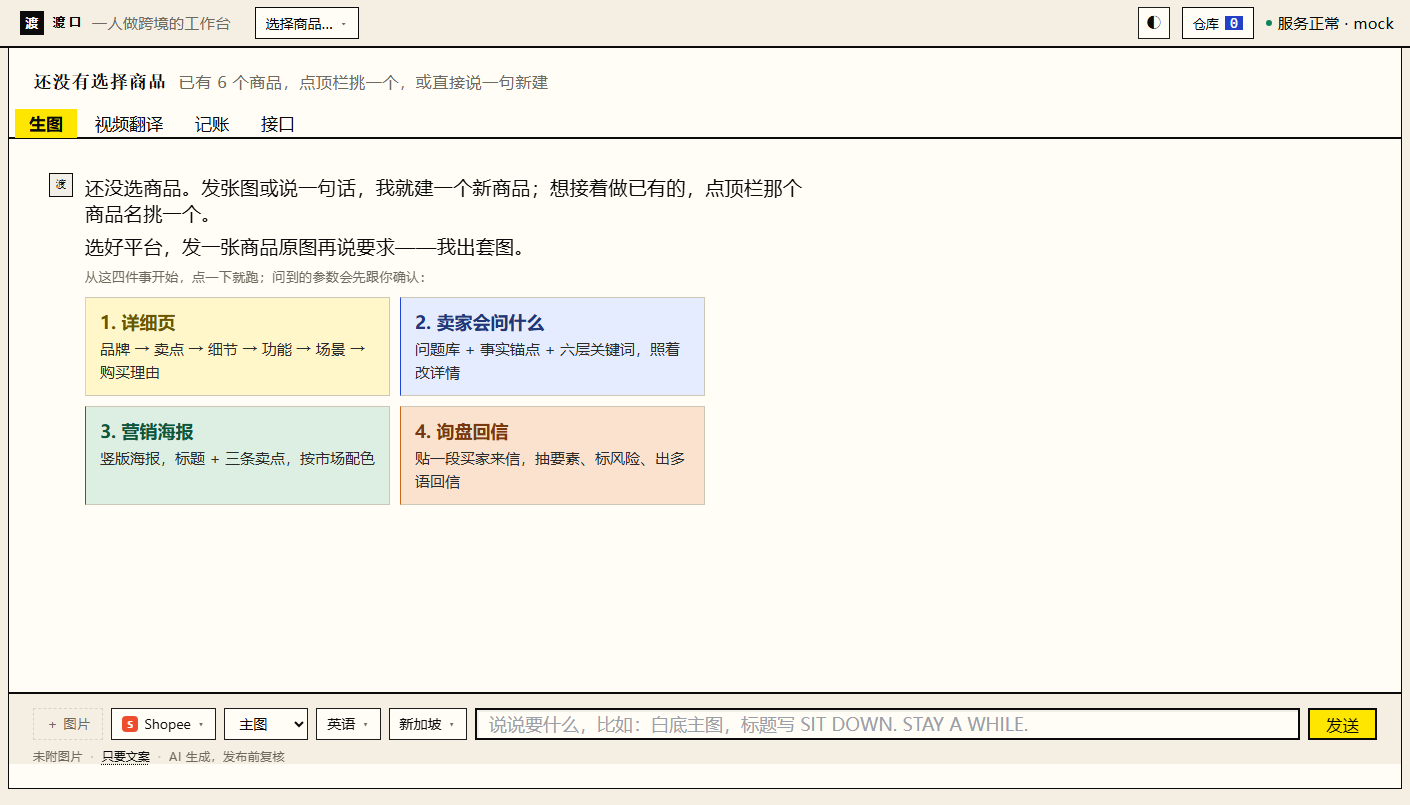 渡 渡口 一人做跨境的工作台 选择商品... 仓库 0 服务正常 · mock
还没有选择商品 已有 6 个商品，点顶栏挑一个，或直接说一句新建
生图 视频翻译 记账 接口
渡 还没选商品。发张图或说一句话，我就建一个新商品；想接着做已有的，点顶栏那个
商品名挑一个。
选好平台，发一张商品原图再说要求——我出套图。
从这四件事开始，点一下就跑；问到的参数会先跟你确认：
1. 详细页
品牌 → 卖点 → 细节 → 功能 → 场景 →
购买理由
2. 卖家会问什么
问题库 + 事实锚点 + 六层关键词，照着
改详情
3. 营销海报
竖版海报，标题 + 三条卖点，按市场配色
4. 询盘回信
贴一段买家来信，抽要素、标风险、出多
语回信
+ 图片 S Shopee 主图 英语 新加坡 说说要什么，比如：白底主图，标题写 SIT DOWN. STAY A WHILE. 发送
未附图片 · 只要文案 · AI 生成，发布前复核